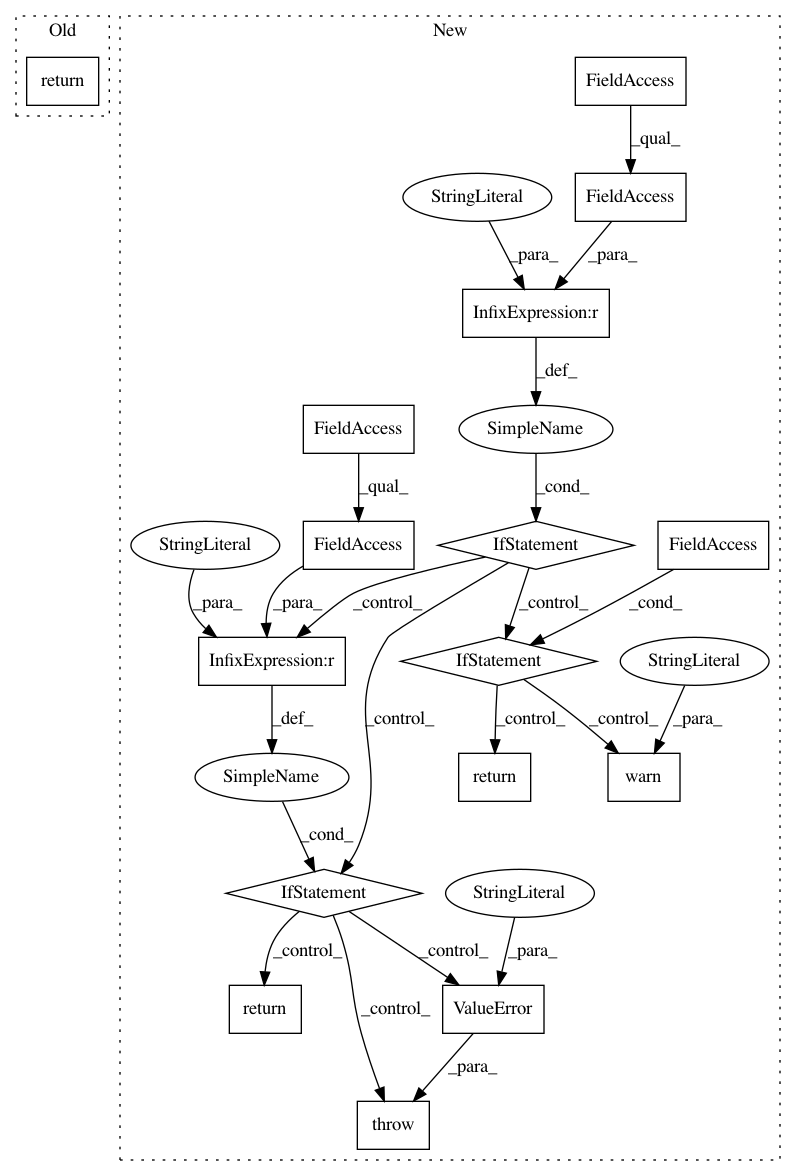 Old
New
return
FieldAccess
_qual_
StringLiteral
FieldAccess
_para_
_para_
InfixExpression:r
_def_
FieldAccess
SimpleName
_qual_
_cond_
StringLiteral
FieldAccess
IfStatement
FieldAccess
_para_
_para_
_control_
_control_
_cond_
InfixExpression:r
IfStatement
StringLiteral
_def_
_control_
_control_
_control_
_para_
SimpleName
return
warn
_cond_
IfStatement
StringLiteral
_control_
_control_
_para_
return
_control_
ValueError
_para_
throw